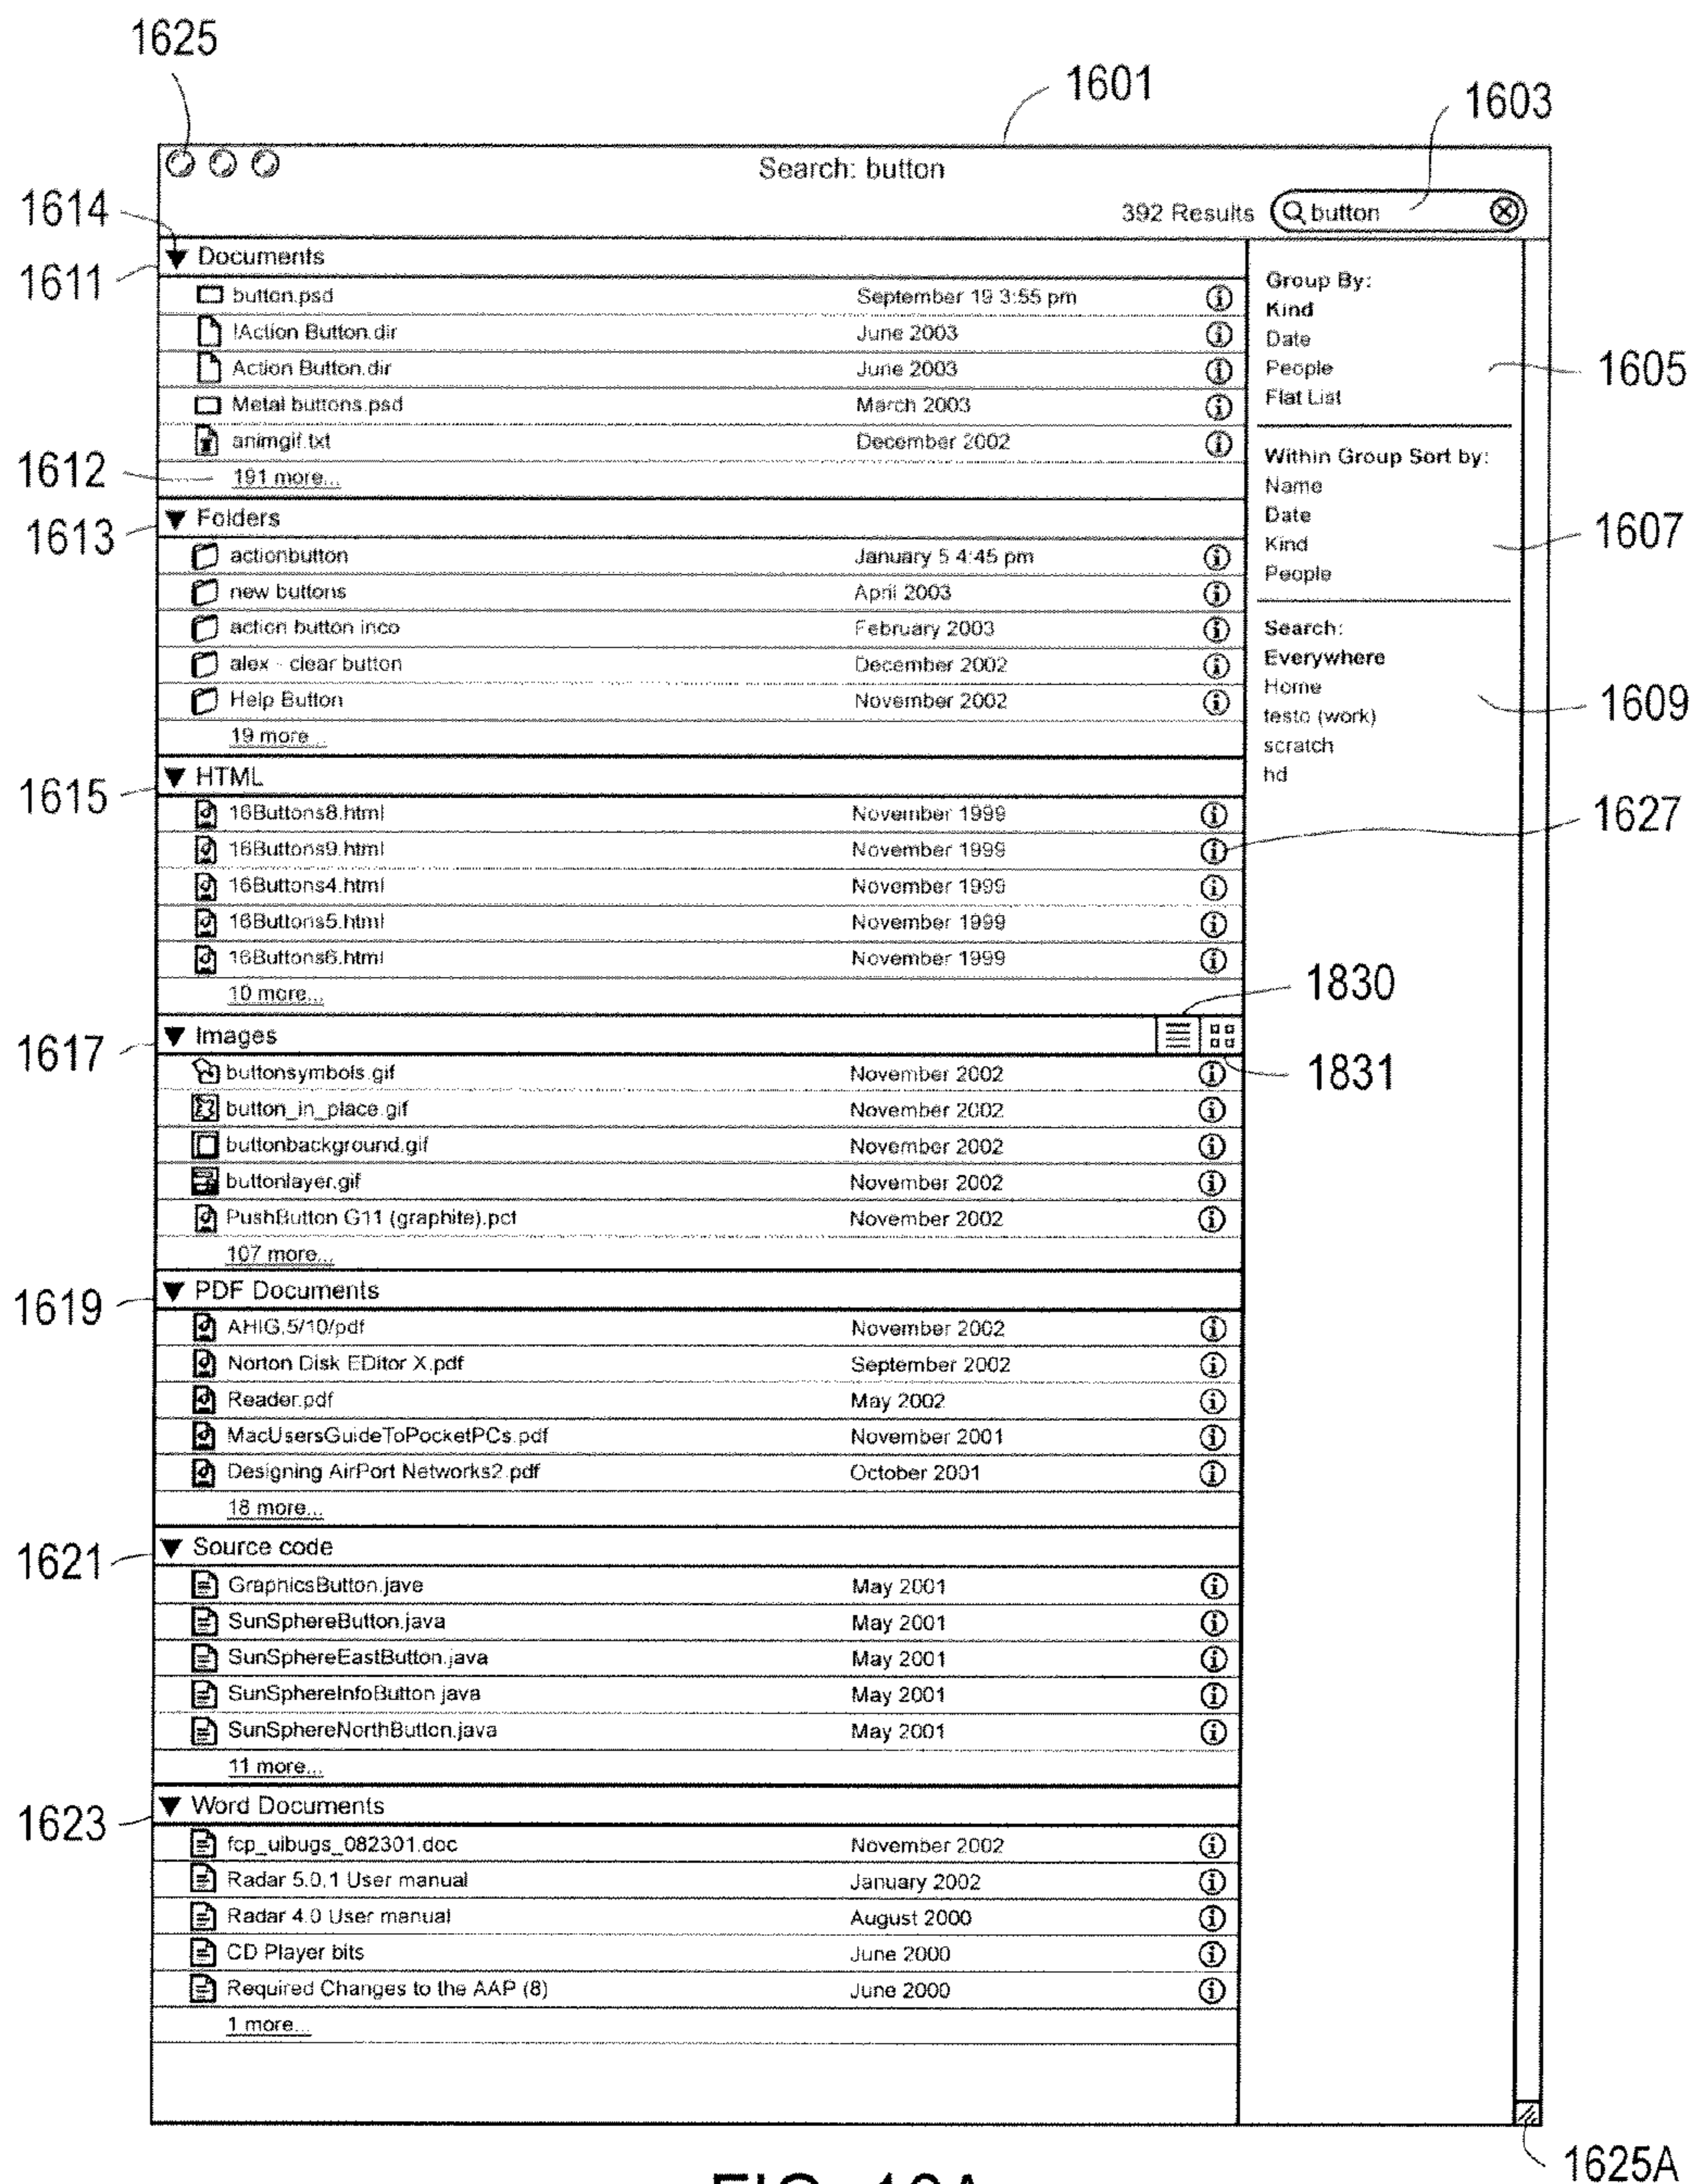 1625
1601
1603
Search: button
392 Results button
1614
1611
Documents
button.psd September 19 3:55 pm
!Action Button.dir June 2003
Action Button.dir June 2003
Metal buttons.psd March 2003
animgif.txt December 2002
1612
191 more...
1613
Folders
actionbutton January 5 4:45 pm
new buttons April 2003
action button inco February 2003
alex - clear button December 2002
Help Button November 2002
19 more...
1615
HTML
16Buttons8.html November 1999
16Buttons9.html November 1999
16Buttons4.html November 1999
16Buttons5.html November 1999
16Buttons6.html November 1999
10 more...
1617
Images
buttonsymbols.gif November 2002
button_in_place.gif November 2002
buttonbackground.gif November 2002
buttonlayer.gif November 2002
PushButton G11 (graphite).pct November 2002
107 more...
1619
PDF Documents
AHIG.5/10/pdf November 2002
Norton Disk EDitor X.pdf September 2002
Reader.pdf May 2002
MacUsersGuideToPocketPCs.pdf November 2001
Designing AirPort Networks2.pdf October 2001
18 more...
1621
Source code
GraphicsButton.jave May 2001
SunSphereButton.java May 2001
SunSphereEastButton.java May 2001
SunSphereInfoButton java May 2001
SunSphereNorthButton.java May 2001
11 more...
1623
Word Documents
fcp_uibugs_082301.doc November 2002
Radar 5.0.1 User manual January 2002
Radar 4.0 User manual August 2000
CD Player bits June 2000
Required Changes to the AAP (8) June 2000
1 more...
Group By:
Kind
Date
People
Flat List
1605
Within Group Sort by:
Name
Date
Kind
People
1607
Search:
Everywhere
Home
testo (work)
scratch
hd
1609
1627
1830
1831
1625A